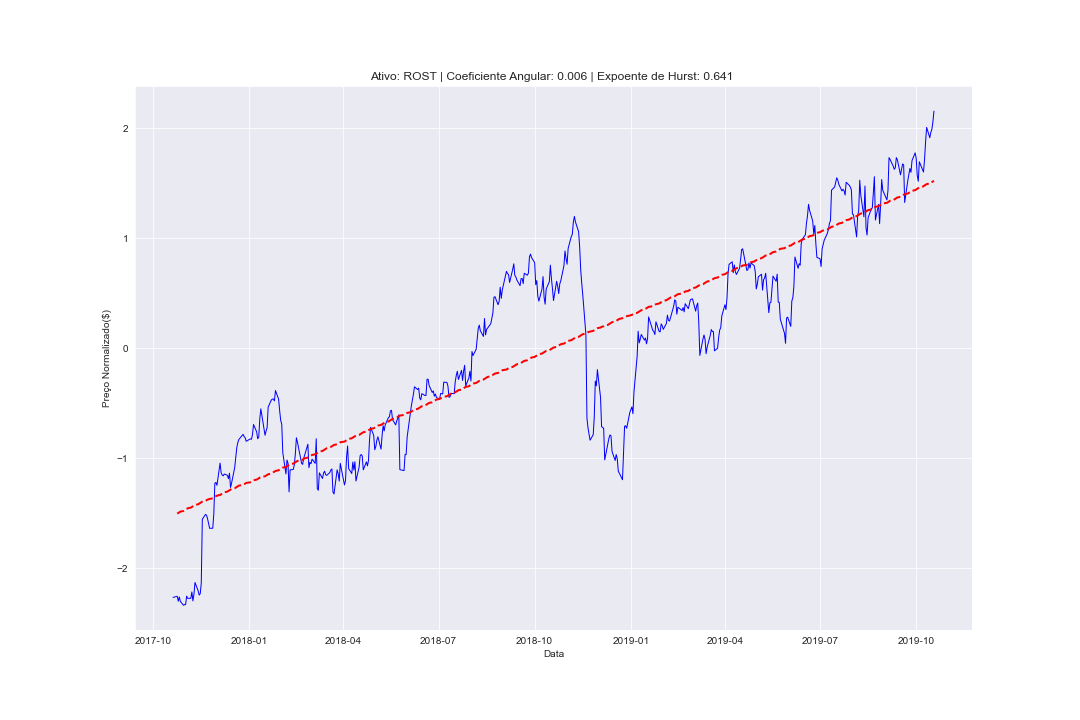 Ativo: ROST | Coeficiente Angular: 0.006 | Expoente de Hurst: 0.641
Preço Normalizado($)
2
1
0
−1
−2
2017-10 2018-01 2018-04 2018-07 2018-10 2019-01 2019-04 2019-07 2019-10
Data